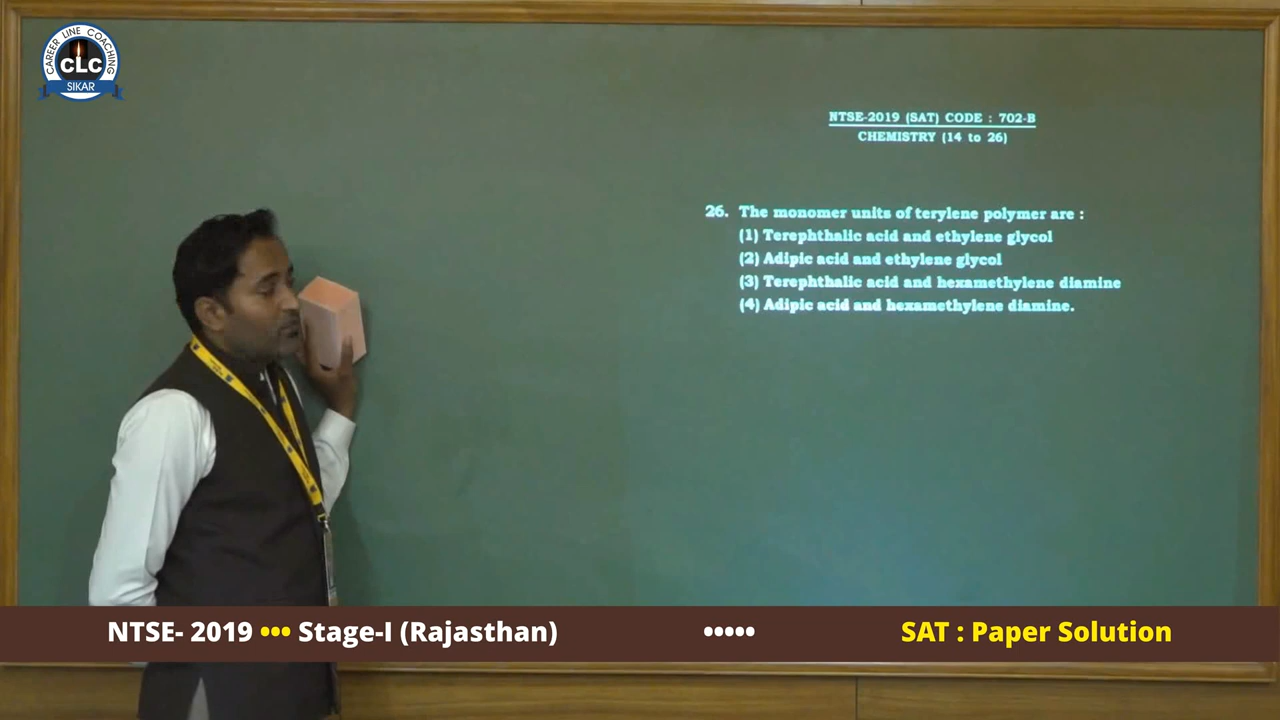 CAREER LINE COACHING
CLC
SIKAR
NTSE-2019 (SAT) CODE : 702-B
CHEMISTRY (14 to 26)
26. The monomer units of terylene polymer are :
(1) Terephthalic acid and ethylene glycol
(2) Adipic acid and ethylene glycol
(3) Terephthalic acid and hexamethylene diamine
(4) Adipic acid and hexamethylene diamine.
NTSE- 2019 ••• Stage-I (Rajasthan) ••••• SAT : Paper Solution